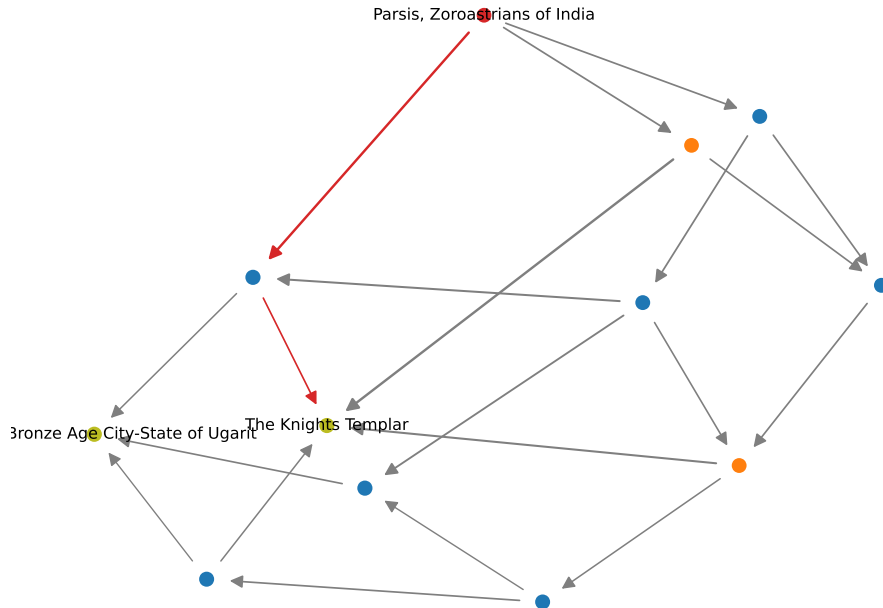 Parsis, Zoroastrians of India
The Knights Templar
Bronze Age City-State of Ugarit